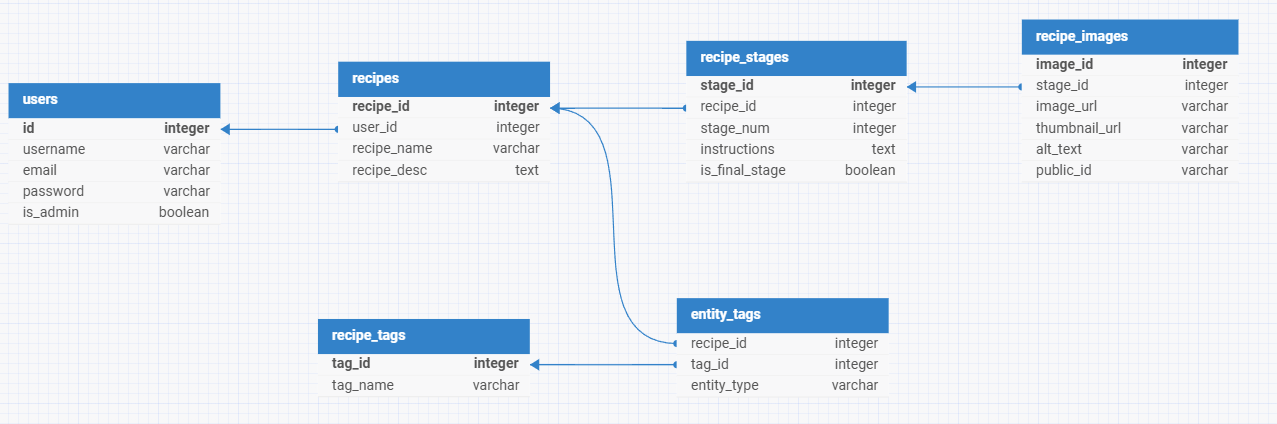 users
id integer
username varchar
email varchar
password varchar
is_admin boolean
recipes
recipe_id integer
user_id integer
recipe_name varchar
recipe_desc text
recipe_stages
stage_id integer
recipe_id integer
stage_num integer
instructions text
is_final_stage boolean
recipe_images
image_id integer
stage_id integer
image_url varchar
thumbnail_url varchar
alt_text varchar
public_id varchar
recipe_tags
tag_id integer
tag_name varchar
entity_tags
recipe_id integer
tag_id integer
entity_type varchar